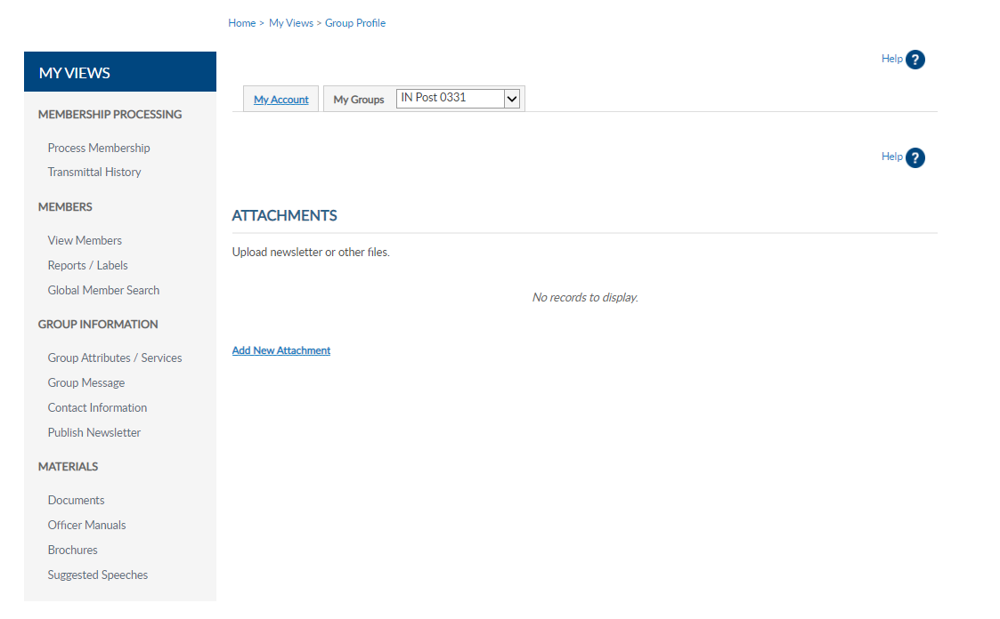 Home > My Views > Group Profile
MY VIEWS
MEMBERSHIP PROCESSING
Process Membership
Transmittal History
MEMBERS
View Members
Reports / Labels
Global Member Search
GROUP INFORMATION
Group Attributes / Services
Group Message
Contact Information
Publish Newsletter
MATERIALS
Documents
Officer Manuals
Brochures
Suggested Speeches
Help ?
My Account My Groups IN Post 0331
Help ?
ATTACHMENTS
Upload newsletter or other files.
No records to display.
Add New Attachment